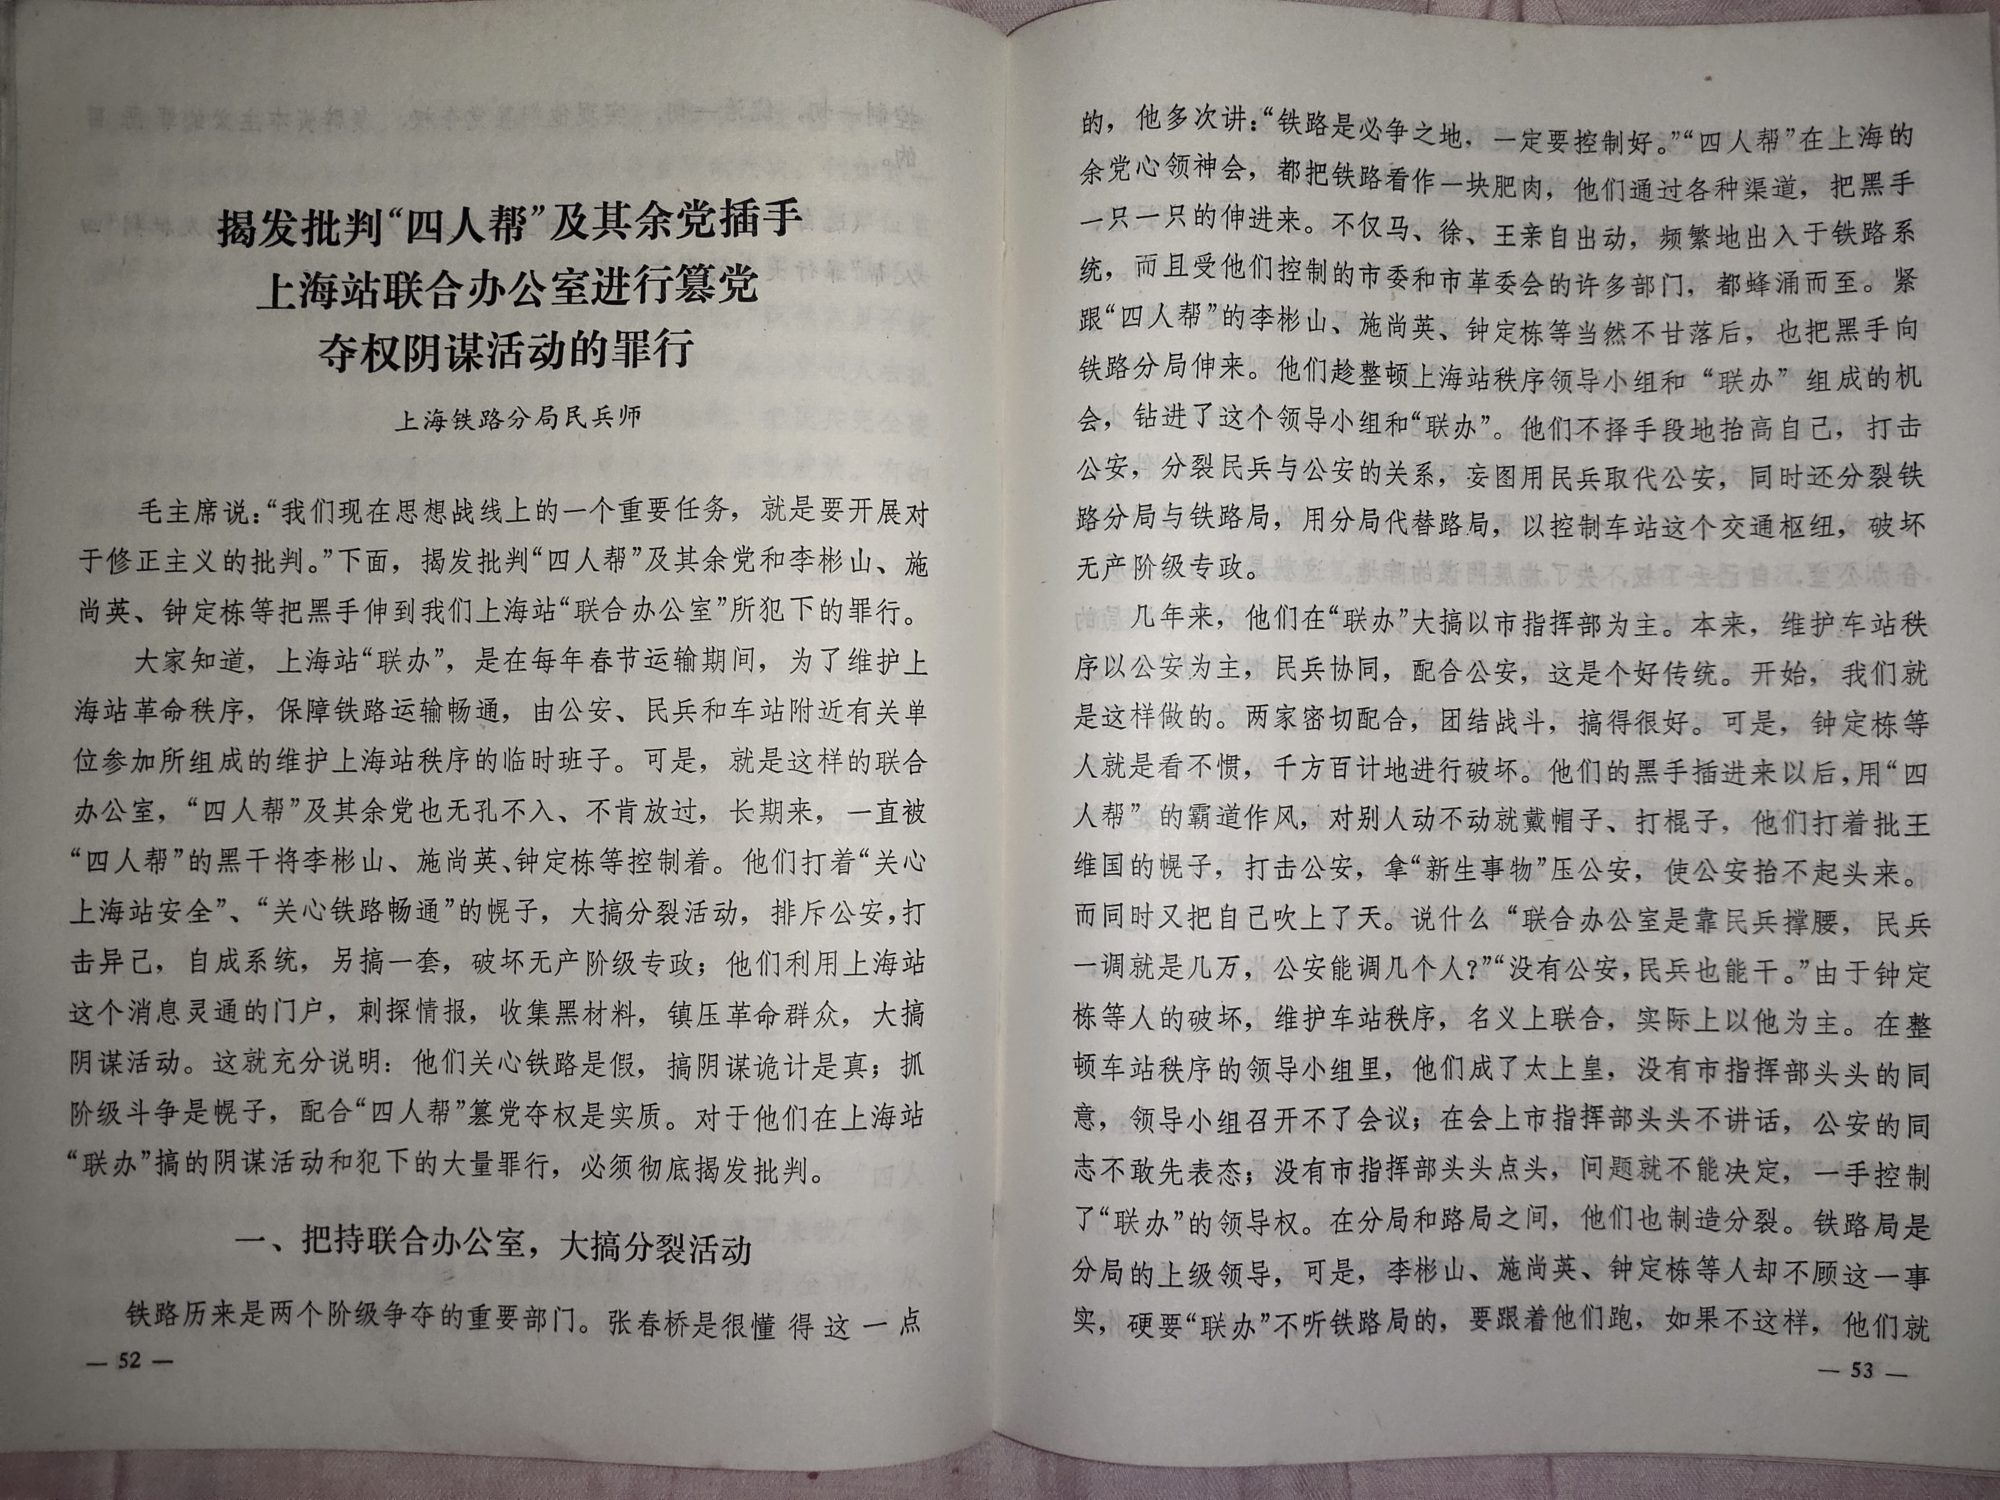 揭发批判“四人帮”及其余党插手
上海站联合办公室进行篡党
夺权阴谋活动的罪行
上海铁路分局民兵师
毛主席说：“我们现在思想战线上的一个重要任务，就是要开展对
于修正主义的批判。”下面，揭发批判“四人帮”及其余党和李彬山、施
尚英、钟定栋等把黑手伸到我们上海站“联合办公室”所犯下的罪行。
大家知道，上海站“联办”，是在每年春节运输期间，为了维护上
海站革命秩序，保障铁路运输畅通，由公安、民兵和车站附近有关单
位参加所组成的维护上海站秩序的临时班子。可是，就是这样的联合
办公室，“四人帮”及其余党也无孔不入、不肯放过，长期来，一直被
“四人帮”的黑干将李彬山、施尚英、钟定栋等控制着。他们打着“关心
上海站安全”、“关心铁路畅通”的幌子，大搞分裂活动，排斥公安，打
击异己，自成系统，另搞一套，破坏无产阶级专政；他们利用上海站
这个消息灵通的门户，刺探情报，收集黑材料，镇压革命群众，大搞
阴谋活动。这就充分说明：他们关心铁路是假，搞阴谋诡计是真；抓
阶级斗争是幌子，配合“四人帮”篡党夺权是实质。对于他们在上海站
“联办”搞的阴谋活动和犯下的大量罪行，必须彻底揭发批判。
一、把持联合办公室，大搞分裂活动
铁路历来是两个阶级争夺的重要部门。张春桥是很懂得这一点
— 52 —
的，他多次讲：“铁路是必争之地，一定要控制好。”“四人帮”在上海的
余党心领神会，都把铁路看作一块肥肉，他们通过各种渠道，把黑手
一只一只的伸进来。不仅马、徐、王亲自出动，频繁地出入于铁路系
统，而且受他们控制的市委和市革委会的许多部门，都蜂涌而至。紧
跟“四人帮”的李彬山、施尚英、钟定栋等当然不甘落后，也把黑手向
铁路分局伸来。他们趁整顿上海站秩序领导小组和“联办”组成的机
会，钻进了这个领导小组和“联办”。他们不择手段地抬高自己，打击
公安，分裂民兵与公安的关系，妄图用民兵取代公安，同时还分裂铁
路分局与铁路局，用分局代替路局，以控制车站这个交通枢纽，破坏
无产阶级专政。
几年来，他们在“联办”大搞以市指挥部为主。本来，维护车站秩
序以公安为主，民兵协同，配合公安，这是个好传统。开始，我们就
是这样做的。两家密切配合，团结战斗，搞得很好。可是，钟定栋等
人就是看不惯，千方百计地进行破坏。他们的黑手插进来以后，用“四
人帮”的霸道作风，对别人动不动就戴帽子、打棍子，他们打着批王
维国的幌子，打击公安，拿“新生事物”压公安，使公安抬不起头来。
而同时又把自己吹上了天。说什么“联合办公室是靠民兵撑腰，民兵
一调就是几万，公安能调几个人？”“没有公安，民兵也能干。”由于钟定
栋等人的破坏，维护车站秩序，名义上联合，实际上以他为主。在整
顿车站秩序的领导小组里，他们成了太上皇，没有市指挥部头头的同
意，领导小组召开不了会议；在会上市指挥部头头不讲话，公安的同
志不敢先表态；没有市指挥部头头点头，问题就不能决定，一手控制
了“联办”的领导权。在分局和路局之间，他们也制造分裂。铁路局是
分局的上级领导，可是，李彬山、施尚英、钟定栋等人却不顾这一事
实，硬要“联办”不听铁路局的，要跟着他们跑，如果不这样，他们就
— 53 —